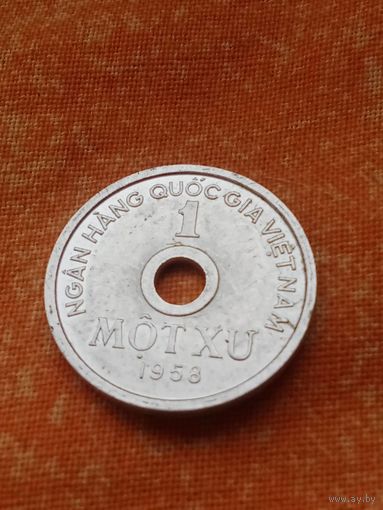 NGÂN HÀNG QUỐC GIA VIỆT NAM
1
MỘT XU
1958
www.ay.by